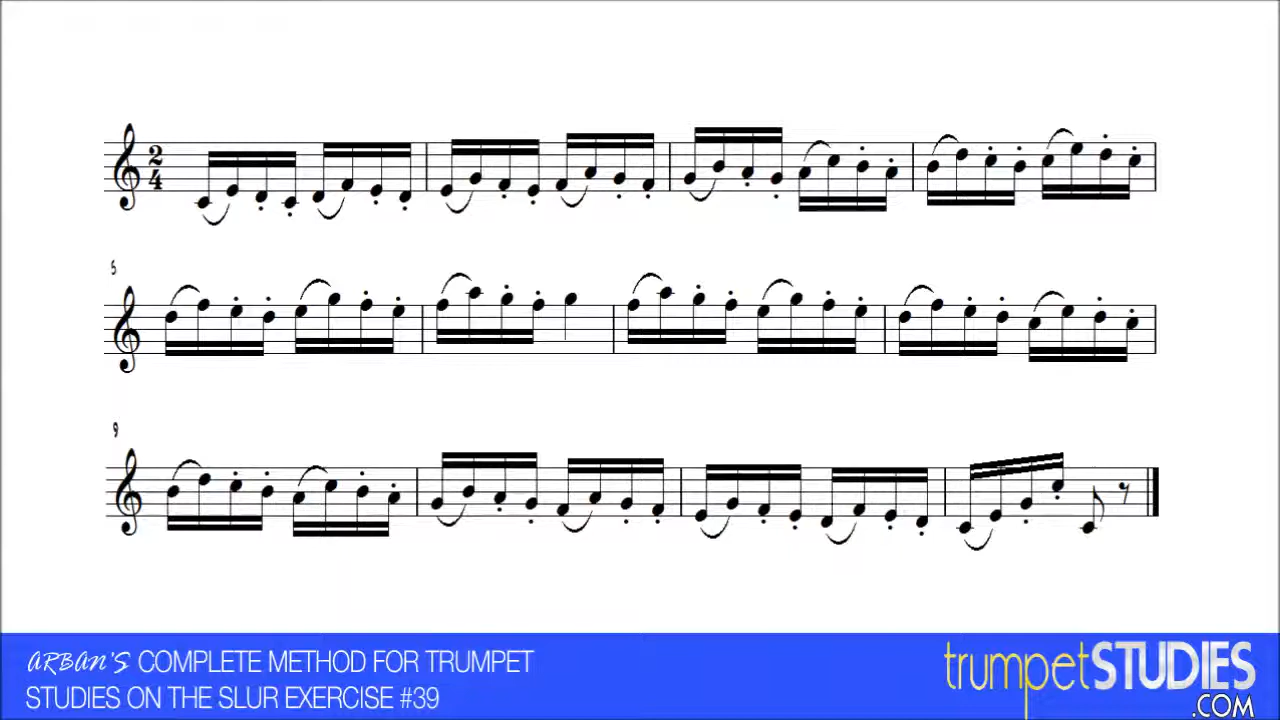 2
4
5
9
ARBAN'S COMPLETE METHOD FOR TRUMPET
STUDIES ON THE SLUR EXERCISE #39
trumpetSTUDIES
.COM